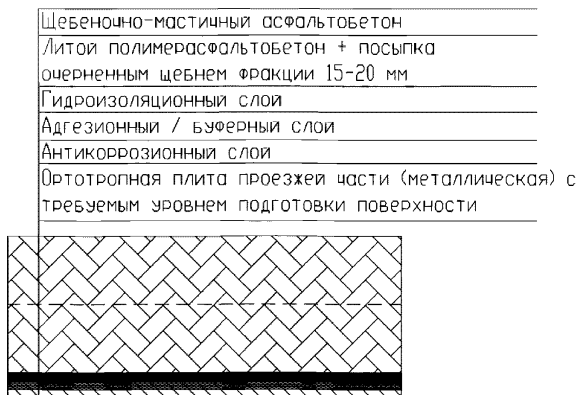 Щебеночно-мастичный асфальтобетон
Литой полимерасфальтобетон + посыпка
очерненным щебнем фракции 15-20 мм
Гидроизоляционный слой
Адгезионный / буферный слой
Антикоррозионный слой
Ортотропная плита проезжей части (металлическая) с
требуемым уровнем подготовки поверхности